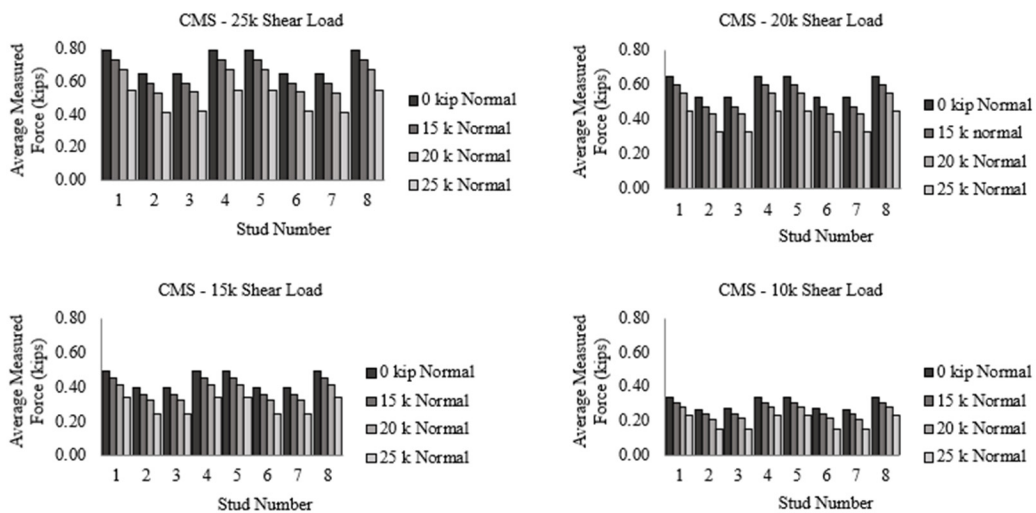 CMS - 25k Shear Load
Average Measured
Force (kips)
0.80
0.60
0.40
0.20
0.00
1 2 3 4 5 6 7 8
Stud Number
0 kip Normal
15 k Normal
20 k Normal
25 k Normal
CMS - 20k Shear Load
Average Measured
Force (kips)
0.80
0.60
0.40
0.20
0.00
1 2 3 4 5 6 7 8
Stud Number
0 kip Normal
15 k normal
20 k Normal
25 k Normal
CMS - 15k Shear Load
Average Measured
Force (kips)
0.80
0.60
0.40
0.20
0.00
1 2 3 4 5 6 7 8
Stud Number
0 kip Normal
15 k Normal
20 k Normal
25 k Normal
CMS - 10k Shear Load
Average Measured
Force (kips)
0.80
0.60
0.40
0.20
0.00
1 2 3 4 5 6 7 8
Stud Number
0 kip Normal
15 k Normal
20 k Normal
25 k Normal